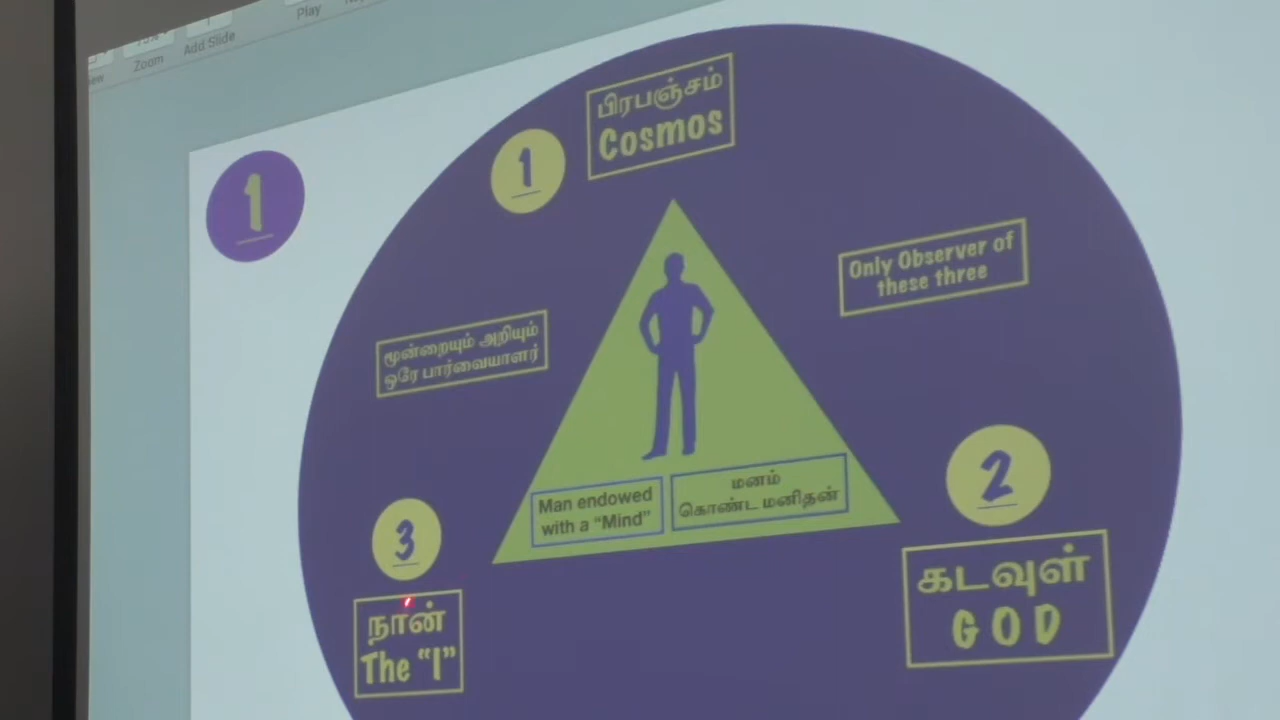 Play
Zoom
Add Slide
1
1
பிரபஞ்சம்
Cosmos
Only Observer of
these three
மூன்றையும் அறியும்
ஒரே பார்வையாளர்
Man endowed
with a “Mind”
மனம்
கொண்ட மனிதன்
2
கடவுள்
GOD
3
நான்
The “I”